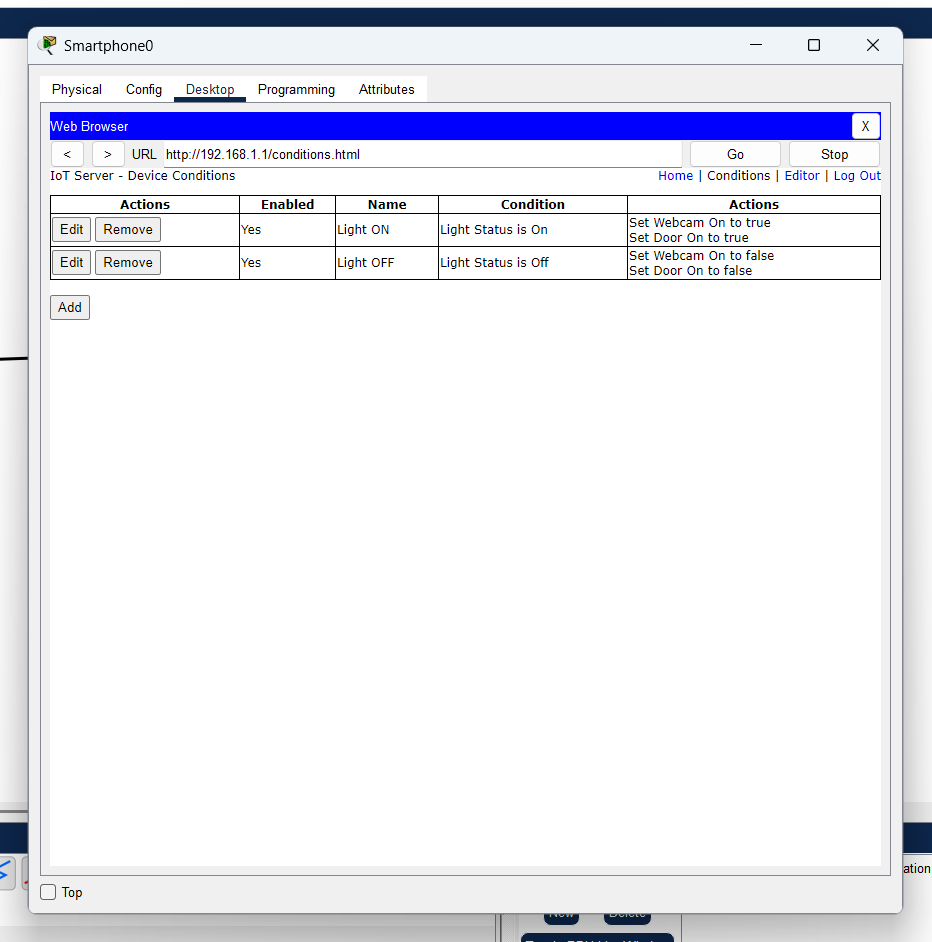 Smartphone0
Physical Config Desktop Programming Attributes
Web Browser X
< > URL http://192.168.1.1/conditions.html Go Stop
IoT Server - Device Conditions Home | Conditions | Editor | Log Out
Actions Enabled Name Condition Actions
Edit Remove Yes Light ON Light Status is On Set Webcam On to true
Set Door On to true
Edit Remove Yes Light OFF Light Status is Off Set Webcam On to false
Set Door On to false
Add
ation
Top
New Delete